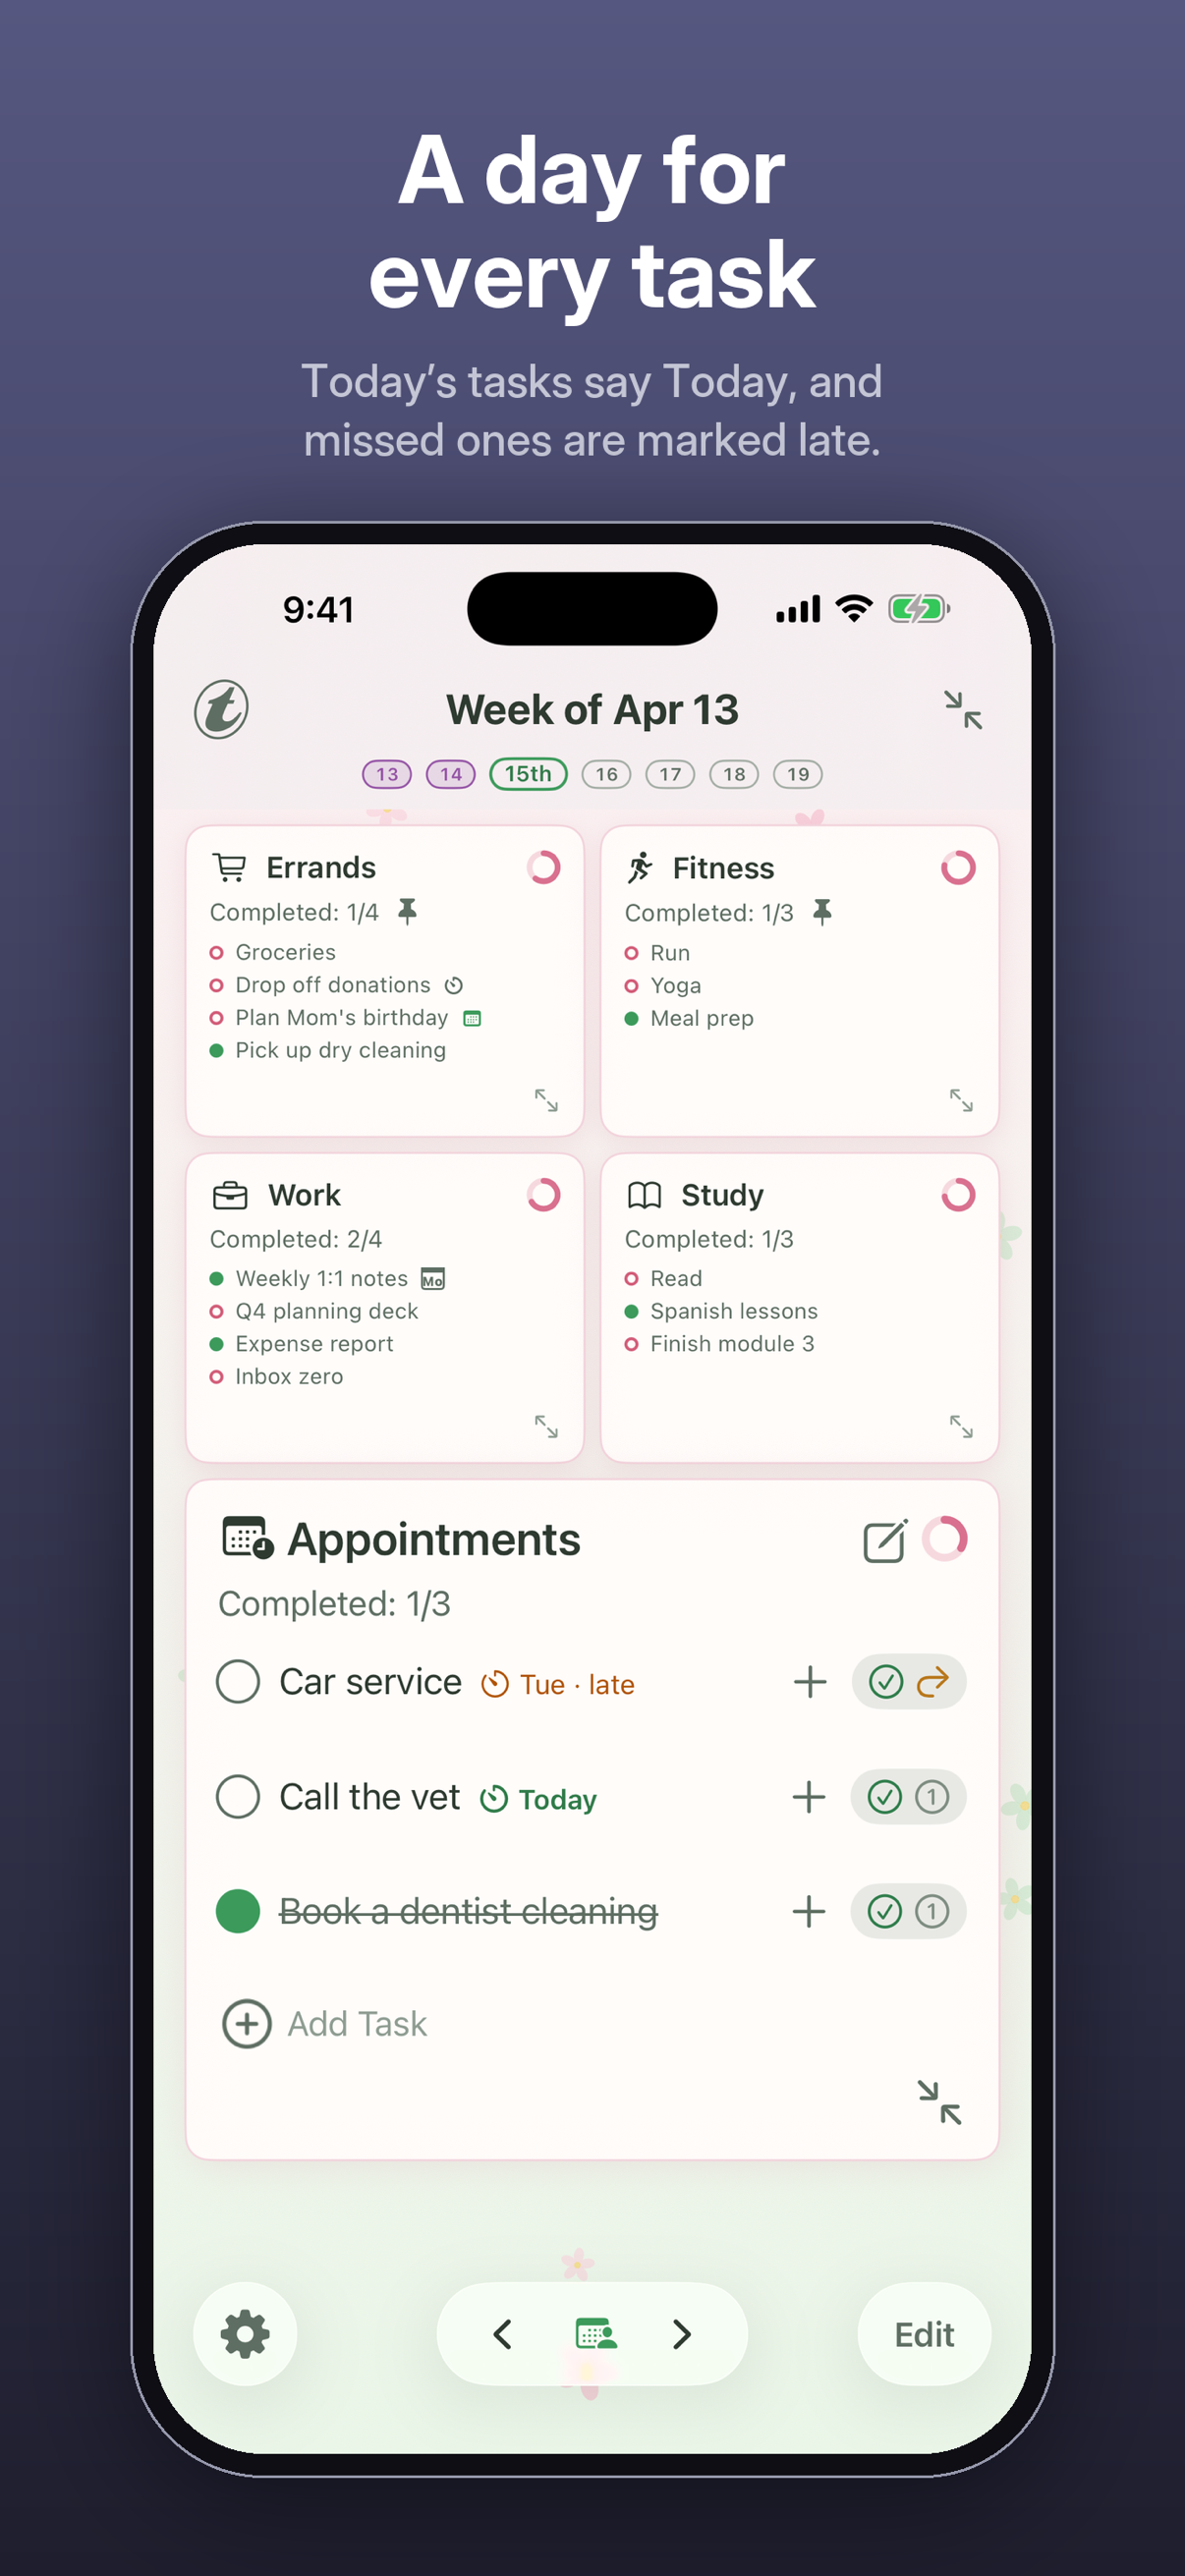 A day for
every task
Today’s tasks say Today, and
missed ones are marked late.
9:41
t
Week of Apr 13
13 14 15th 16 17 18 19
Errands
Completed: 1/4
Groceries
Drop off donations
Plan Mom's birthday
Pick up dry cleaning
Fitness
Completed: 1/3
Run
Yoga
Meal prep
Work
Completed: 2/4
Weekly 1:1 notes Mo
Q4 planning deck
Expense report
Inbox zero
Study
Completed: 1/3
Read
Spanish lessons
Finish module 3
Appointments
Completed: 1/3
Car service Tue · late
Call the vet Today 1
Book a dentist cleaning 1
Add Task
Edit